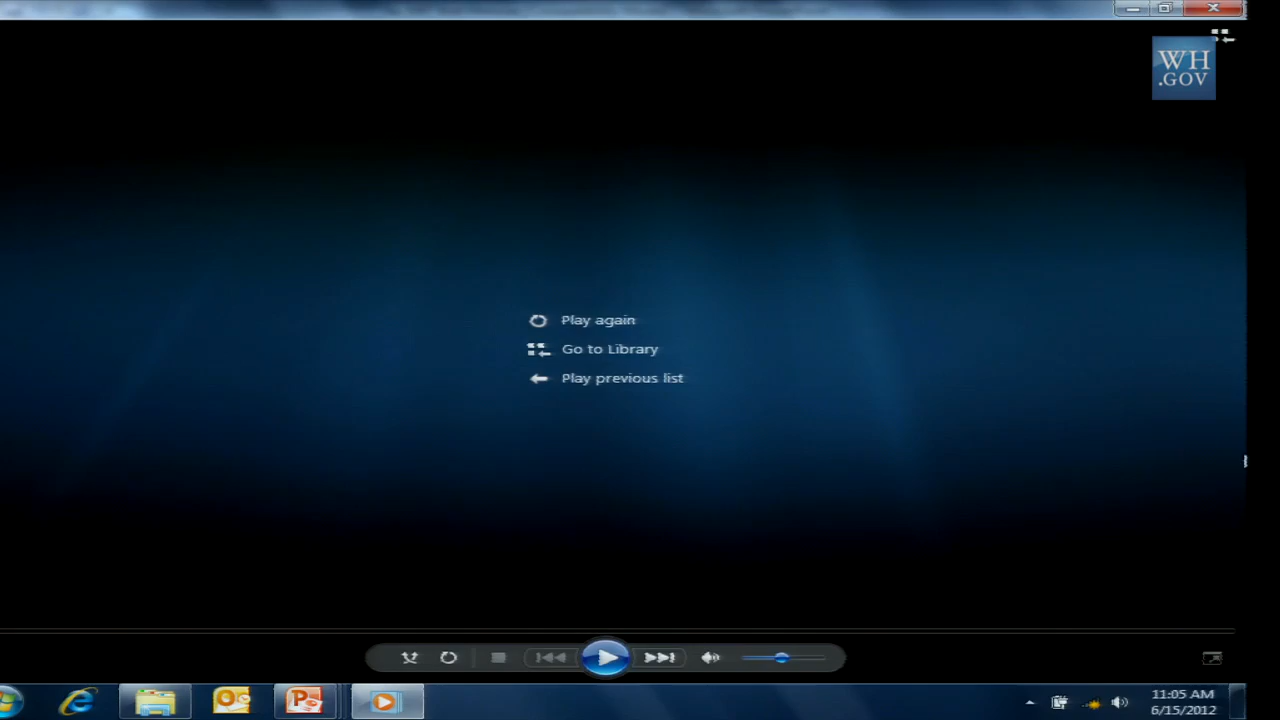 WH
.GOV
Play again
Go to Library
Play previous list
11:05 AM
6/15/2012